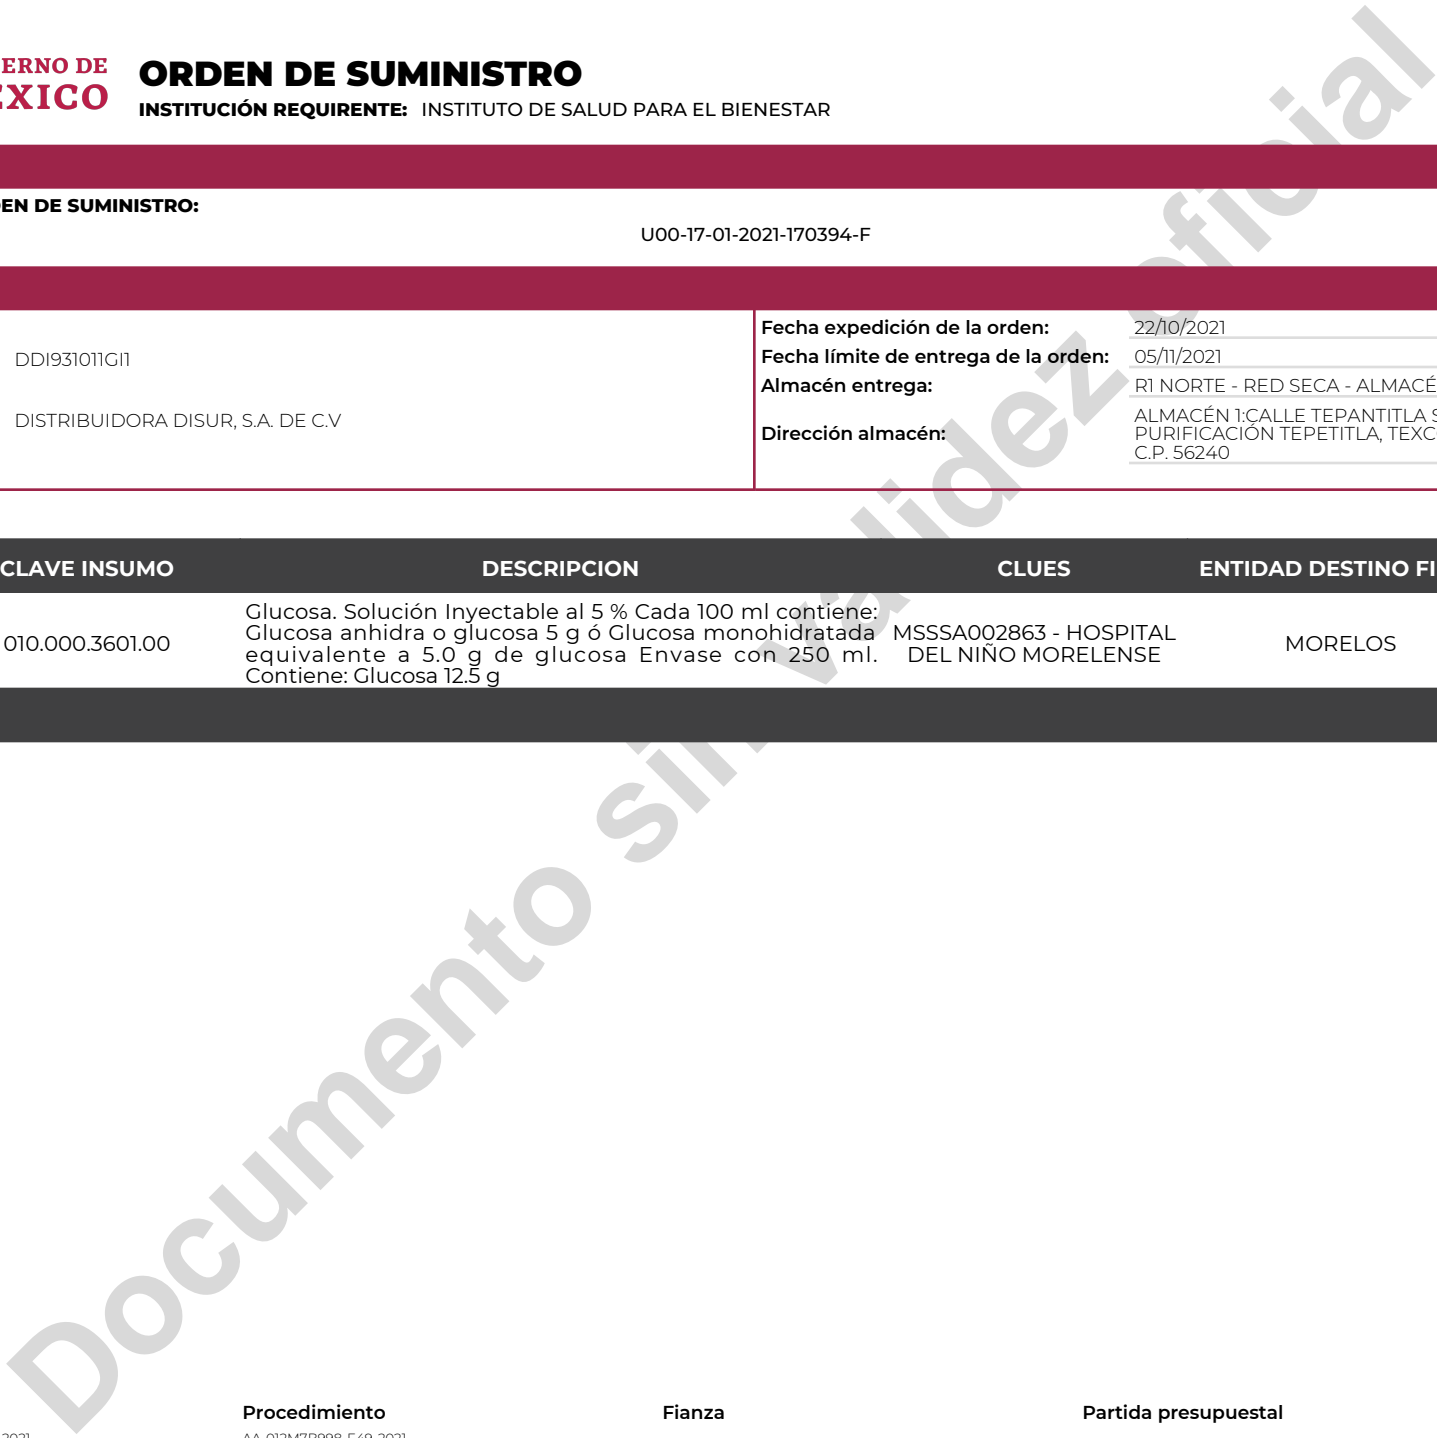 ERNO DE
ÉXICO
ORDEN DE SUMINISTRO
INSTITUCIÓN REQUIRENTE: INSTITUTO DE SALUD PARA EL BIENESTAR
EN DE SUMINISTRO:
U00-17-01-2021-170394-F
DDI931011GI1
DISTRIBUIDORA DISUR, S.A. DE C.V
Fecha expedición de la orden: 22/10/2021
Fecha límite de entrega de la orden: 05/11/2021
Almacén entrega: R1 NORTE - RED SECA - ALMACÉ
Dirección almacén: ALMACÉN 1:CALLE TEPANTITLA S
PURIFICACIÓN TEPETITLA, TEXC
C.P. 56240
CLAVE INSUMO DESCRIPCION CLUES ENTIDAD DESTINO FI
010.000.3601.00
Glucosa. Solución Inyectable al 5 % Cada 100 ml contiene:
Glucosa anhidra o glucosa 5 g ó Glucosa monohidratada
equivalente a 5.0 g de glucosa Envase con 250 ml.
Contiene: Glucosa 12.5 g
MSSSA002863 - HOSPITAL
DEL NIÑO MORELENSE
MORELOS
Documento sin validez oficial
Procedimiento Fianza Partida presupuestal